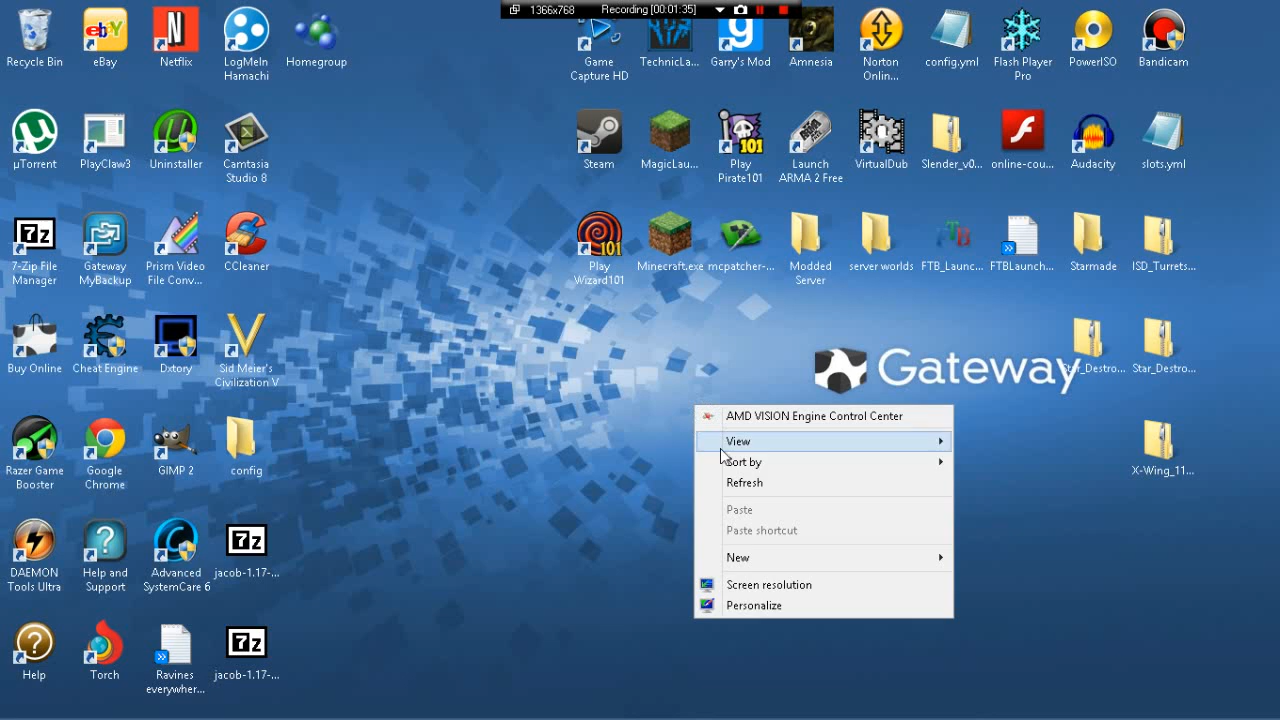 1366x768 Recording [00:01:35]
Recycle Bin
eBay
Netflix
LogMeIn
Hamachi
Homegroup
Game
Capture HD
TechnicLa...
Garry's Mod
Amnesia
Norton
Onlin...
config.yml
Flash Player
Pro
PowerISO
Bandicam
µTorrent
PlayClaw3
Uninstaller
Camtasia
Studio 8
Steam
MagicLau...
Play
Pirate101
Launch
ARMA 2 Free
VirtualDub
Slender_v0...
online-cou...
Audacity
slots.yml
7-Zip File
Manager
Gateway
MyBackup
Prism Video
File Conv...
CCleaner
Play
Wizard101
Minecraft.exe
mcpatcher-...
Modded
Server
server worlds
FTB_Launc...
FTBLaunch...
Starmade
ISD_Turrets...
Buy Online
Cheat Engine
Dxtory
Sid Meier's
Civilization V
Gateway
Star_Destro...
Star_Destro...
Razer Game
Booster
Google
Chrome
GIMP 2
config
X-Wing_11...
AMD VISION Engine Control Center
View
Sort by
Refresh
Paste
Paste shortcut
New
Screen resolution
Personalize
DAEMON
Tools Ultra
Help and
Support
Advanced
SystemCare 6
jacob-1.17-...
Help
Torch
Ravines
everywher...
jacob-1.17-...